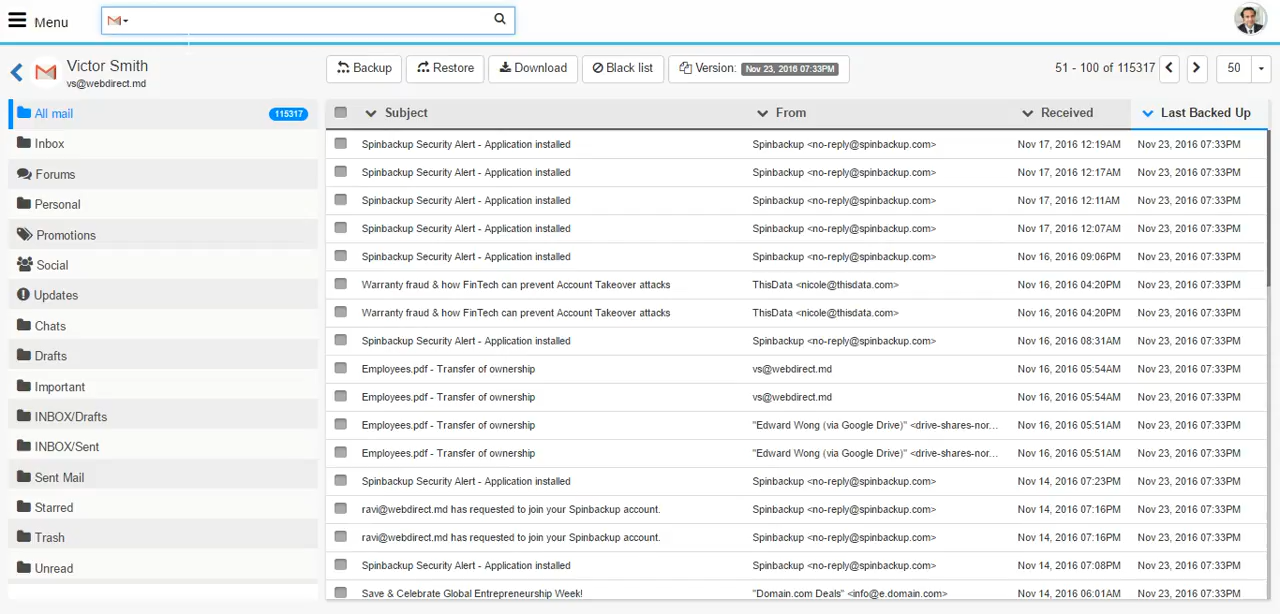 Menu
Victor Smith
vs@webdirect.md
Backup Restore Download Black list Version: Nov 23, 2016 07:33PM 51 - 100 of 115317 50
All mail 115317
Inbox
Forums
Personal
Promotions
Social
Updates
Chats
Drafts
Important
INBOX/Drafts
INBOX/Sent
Sent Mail
Starred
Trash
Unread
Subject From Received Last Backed Up
Spinbackup Security Alert - Application installed Spinbackup <no-reply@spinbackup.com> Nov 17, 2016 12:19AM Nov 23, 2016 07:33PM
Spinbackup Security Alert - Application installed Spinbackup <no-reply@spinbackup.com> Nov 17, 2016 12:17AM Nov 23, 2016 07:33PM
Spinbackup Security Alert - Application installed Spinbackup <no-reply@spinbackup.com> Nov 17, 2016 12:11AM Nov 23, 2016 07:33PM
Spinbackup Security Alert - Application installed Spinbackup <no-reply@spinbackup.com> Nov 17, 2016 12:07AM Nov 23, 2016 07:33PM
Spinbackup Security Alert - Application installed Spinbackup <no-reply@spinbackup.com> Nov 16, 2016 09:06PM Nov 23, 2016 07:33PM
Warranty fraud & how FinTech can prevent Account Takeover attacks ThisData <nicole@thisdata.com> Nov 16, 2016 04:20PM Nov 23, 2016 07:33PM
Warranty fraud & how FinTech can prevent Account Takeover attacks ThisData <nicole@thisdata.com> Nov 16, 2016 04:20PM Nov 23, 2016 07:33PM
Spinbackup Security Alert - Application installed Spinbackup <no-reply@spinbackup.com> Nov 16, 2016 08:31AM Nov 23, 2016 07:33PM
Employees.pdf - Transfer of ownership vs@webdirect.md Nov 16, 2016 05:54AM Nov 23, 2016 07:33PM
Employees.pdf - Transfer of ownership vs@webdirect.md Nov 16, 2016 05:54AM Nov 23, 2016 07:33PM
Employees.pdf - Transfer of ownership "Edward Wong (via Google Drive)" <drive-shares-nor... Nov 16, 2016 05:51AM Nov 23, 2016 07:33PM
Employees.pdf - Transfer of ownership "Edward Wong (via Google Drive)" <drive-shares-nor... Nov 16, 2016 05:51AM Nov 23, 2016 07:33PM
Spinbackup Security Alert - Application installed Spinbackup <no-reply@spinbackup.com> Nov 14, 2016 07:23PM Nov 23, 2016 07:33PM
ravi@webdirect.md has requested to join your Spinbackup account. Spinbackup <no-reply@spinbackup.com> Nov 14, 2016 07:16PM Nov 23, 2016 07:33PM
ravi@webdirect.md has requested to join your Spinbackup account. Spinbackup <no-reply@spinbackup.com> Nov 14, 2016 07:16PM Nov 23, 2016 07:33PM
Spinbackup Security Alert - Application installed Spinbackup <no-reply@spinbackup.com> Nov 14, 2016 07:08PM Nov 23, 2016 07:33PM
Save & Celebrate Global Entrepreneurship Week! "Domain.com Deals" <info@e.domain.com> Nov 14, 2016 06:01AM Nov 23, 2016 07:33PM